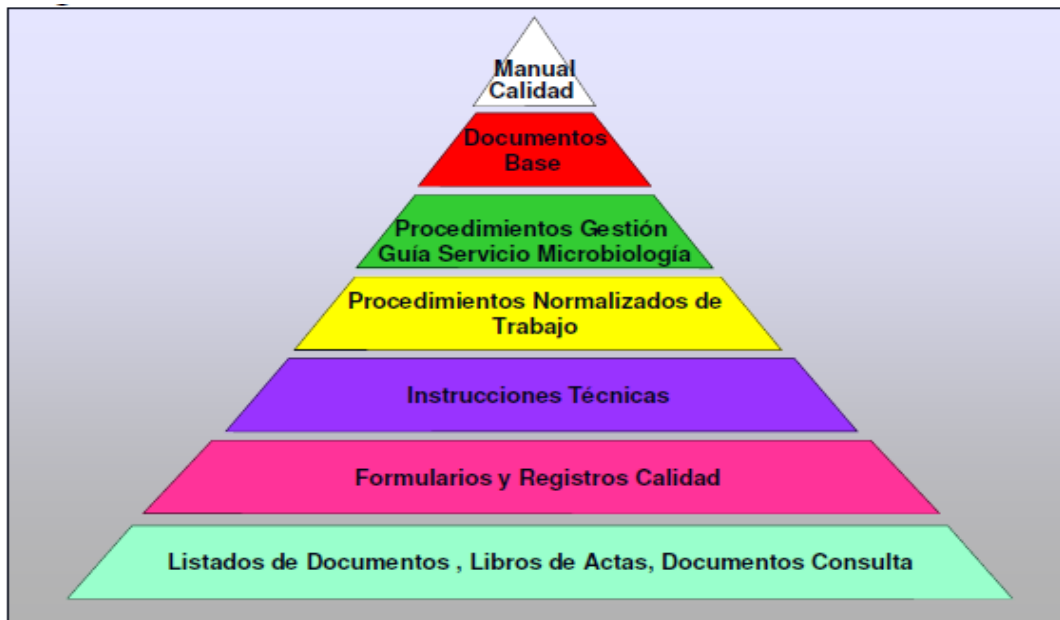 Manual
Calidad
Documentos
Base
Procedimientos Gestión
Guía Servicio Microbiología
Procedimientos Normalizados de
Trabajo
Instrucciones Técnicas
Formularios y Registros Calidad
Listados de Documentos , Libros de Actas, Documentos Consulta